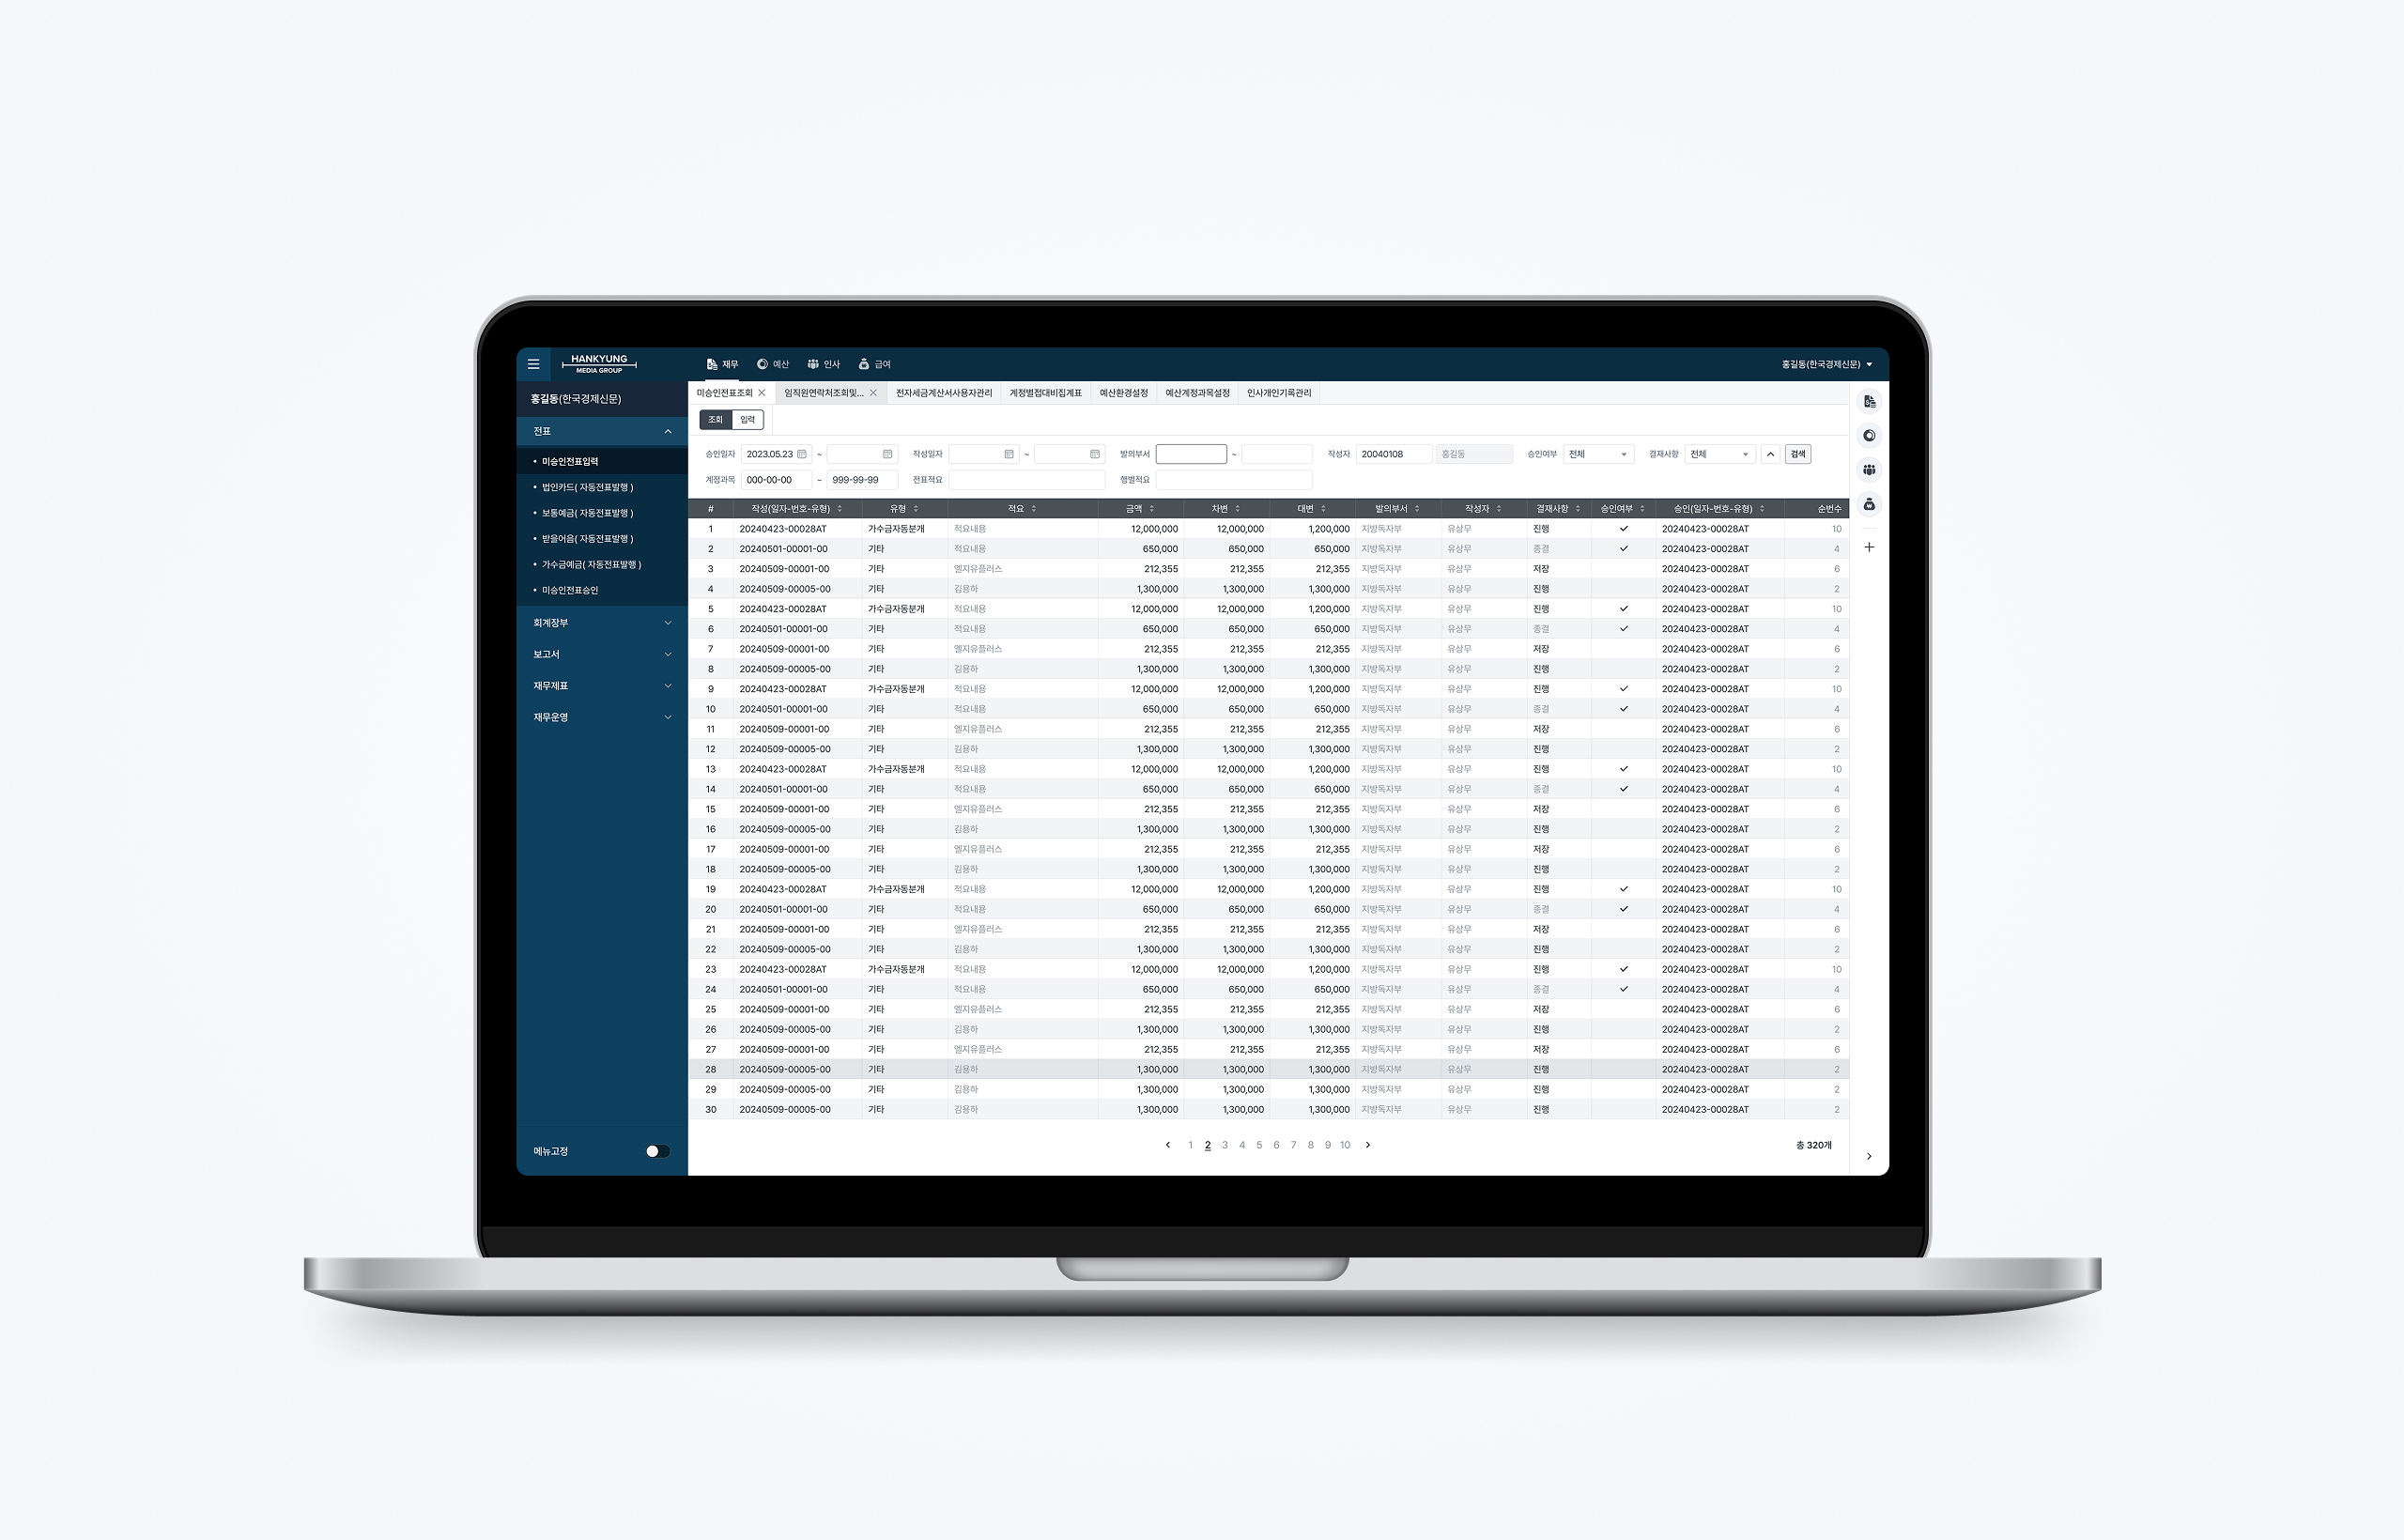 HANKYUNG
MEDIA GROUP
재무 예산 인사 급여
홍길동(한국경제신문)
홍길동(한국경제신문)
전표
• 미승인전표입력
• 법인카드( 자동전표발행 )
• 보통예금( 자동전표발행 )
• 받을어음( 자동전표발행 )
• 가수금예금( 자동전표발행 )
• 미승인전표승인
회계장부
보고서
재무제표
재무운영
메뉴고정
미승인전표조회 임직원연락처조회및... 전자세금계산서사용자관리 계정별접대비집계표 예산환경설정 예산계정과목설정 인사개인기록관리
조회 입력
승인일자 2023.05.23 ~ 작성일자 ~ 발의부서 ~ 작성자 20040108 홍길동 승인여부 전체 결재사항 전체 검색
계정과목 000-00-00 ~ 999-99-99 전표적요 행별적요
# 작성(일자-번호-유형) 유형 적요 금액 차변 대변 발의부서 작성자 결재사항 승인여부 승인(일자-번호-유형) 순번수
1 20240423-00028AT 가수금자동분개 적요내용 12,000,000 12,000,000 1,200,000 지방독자부 유상무 진행 ✓ 20240423-00028AT 10
2 20240501-00001-00 기타 적요내용 650,000 650,000 650,000 지방독자부 유상무 종결 ✓ 20240423-00028AT 4
3 20240509-00001-00 기타 엘지유플러스 212,355 212,355 212,355 지방독자부 유상무 저장 20240423-00028AT 6
4 20240509-00005-00 기타 김용하 1,300,000 1,300,000 1,300,000 지방독자부 유상무 진행 20240423-00028AT 2
5 20240423-00028AT 가수금자동분개 적요내용 12,000,000 12,000,000 1,200,000 지방독자부 유상무 진행 ✓ 20240423-00028AT 10
6 20240501-00001-00 기타 적요내용 650,000 650,000 650,000 지방독자부 유상무 종결 ✓ 20240423-00028AT 4
7 20240509-00001-00 기타 엘지유플러스 212,355 212,355 212,355 지방독자부 유상무 저장 20240423-00028AT 6
8 20240509-00005-00 기타 김용하 1,300,000 1,300,000 1,300,000 지방독자부 유상무 진행 20240423-00028AT 2
9 20240423-00028AT 가수금자동분개 적요내용 12,000,000 12,000,000 1,200,000 지방독자부 유상무 진행 ✓ 20240423-00028AT 10
10 20240501-00001-00 기타 적요내용 650,000 650,000 650,000 지방독자부 유상무 종결 ✓ 20240423-00028AT 4
11 20240509-00001-00 기타 엘지유플러스 212,355 212,355 212,355 지방독자부 유상무 저장 20240423-00028AT 6
12 20240509-00005-00 기타 김용하 1,300,000 1,300,000 1,300,000 지방독자부 유상무 진행 20240423-00028AT 2
13 20240423-00028AT 가수금자동분개 적요내용 12,000,000 12,000,000 1,200,000 지방독자부 유상무 진행 ✓ 20240423-00028AT 10
14 20240501-00001-00 기타 적요내용 650,000 650,000 650,000 지방독자부 유상무 종결 ✓ 20240423-00028AT 4
15 20240509-00001-00 기타 엘지유플러스 212,355 212,355 212,355 지방독자부 유상무 저장 20240423-00028AT 6
16 20240509-00005-00 기타 김용하 1,300,000 1,300,000 1,300,000 지방독자부 유상무 진행 20240423-00028AT 2
17 20240509-00001-00 기타 엘지유플러스 212,355 212,355 212,355 지방독자부 유상무 저장 20240423-00028AT 6
18 20240509-00005-00 기타 김용하 1,300,000 1,300,000 1,300,000 지방독자부 유상무 진행 20240423-00028AT 2
19 20240423-00028AT 가수금자동분개 적요내용 12,000,000 12,000,000 1,200,000 지방독자부 유상무 진행 ✓ 20240423-00028AT 10
20 20240501-00001-00 기타 적요내용 650,000 650,000 650,000 지방독자부 유상무 종결 ✓ 20240423-00028AT 4
21 20240509-00001-00 기타 엘지유플러스 212,355 212,355 212,355 지방독자부 유상무 저장 20240423-00028AT 6
22 20240509-00005-00 기타 김용하 1,300,000 1,300,000 1,300,000 지방독자부 유상무 진행 20240423-00028AT 2
23 20240423-00028AT 가수금자동분개 적요내용 12,000,000 12,000,000 1,200,000 지방독자부 유상무 진행 ✓ 20240423-00028AT 10
24 20240501-00001-00 기타 적요내용 650,000 650,000 650,000 지방독자부 유상무 종결 ✓ 20240423-00028AT 4
25 20240509-00001-00 기타 엘지유플러스 212,355 212,355 212,355 지방독자부 유상무 저장 20240423-00028AT 6
26 20240509-00005-00 기타 김용하 1,300,000 1,300,000 1,300,000 지방독자부 유상무 진행 20240423-00028AT 2
27 20240509-00001-00 기타 엘지유플러스 212,355 212,355 212,355 지방독자부 유상무 저장 20240423-00028AT 6
28 20240509-00005-00 기타 김용하 1,300,000 1,300,000 1,300,000 지방독자부 유상무 진행 20240423-00028AT 2
29 20240509-00005-00 기타 김용하 1,300,000 1,300,000 1,300,000 지방독자부 유상무 진행 20240423-00028AT 2
30 20240509-00005-00 기타 김용하 1,300,000 1,300,000 1,300,000 지방독자부 유상무 진행 20240423-00028AT 2
1 2 3 4 5 6 7 8 9 10
총 320개